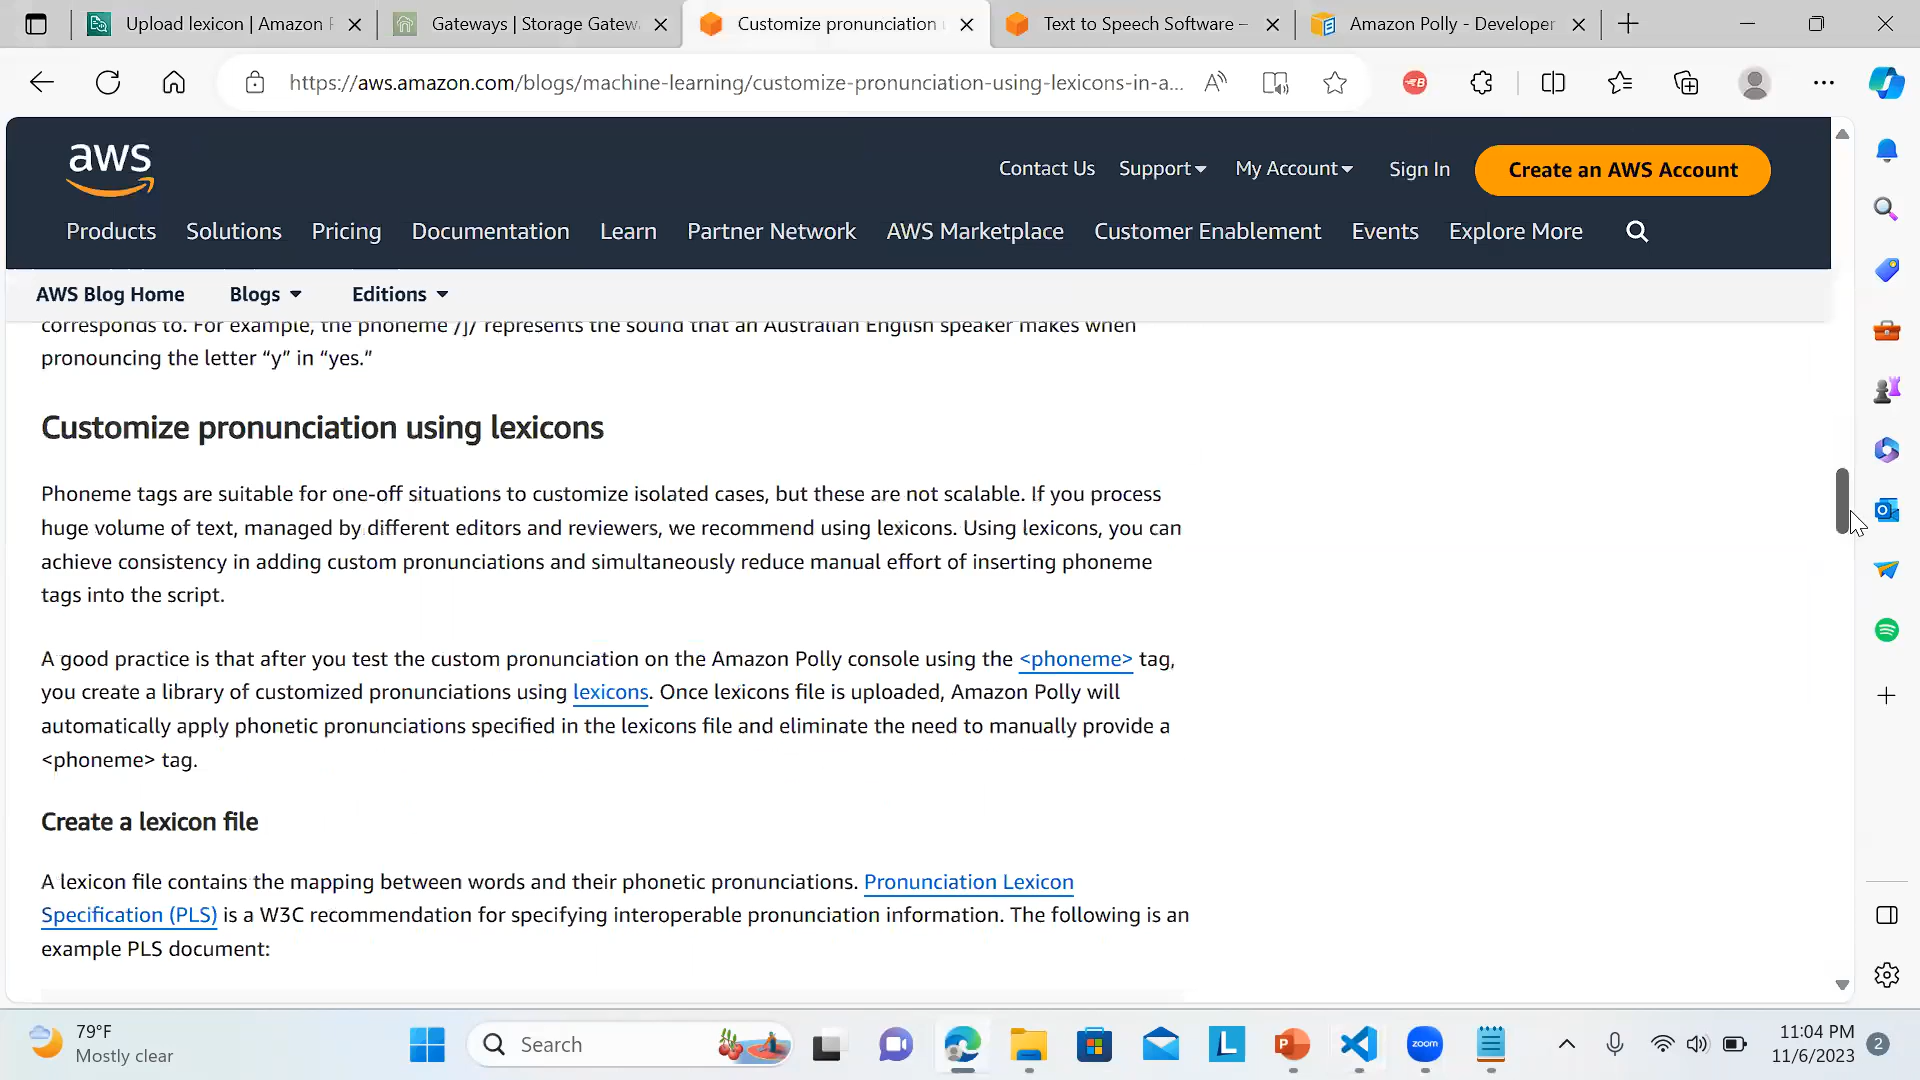 Upload lexicon | Amazon
Gateways | Storage Gatew
Customize pronunciation
Text to Speech Software –
Amazon Polly - Developer
https://aws.amazon.com/blogs/machine-learning/customize-pronunciation-using-lexicons-in-a...
aws
Contact Us
Support
My Account
Sign In
Create an AWS Account
Products
Solutions
Pricing
Documentation
Learn
Partner Network
AWS Marketplace
Customer Enablement
Events
Explore More
AWS Blog Home
Blogs
Editions
corresponds to. For example, the phoneme /j/ represents the sound that an Australian English speaker makes when
pronouncing the letter “y” in “yes.”
Customize pronunciation using lexicons
Phoneme tags are suitable for one-off situations to customize isolated cases, but these are not scalable. If you process
huge volume of text, managed by different editors and reviewers, we recommend using lexicons. Using lexicons, you can
achieve consistency in adding custom pronunciations and simultaneously reduce manual effort of inserting phoneme
tags into the script.
A good practice is that after you test the custom pronunciation on the Amazon Polly console using the <phoneme> tag,
you create a library of customized pronunciations using lexicons. Once lexicons file is uploaded, Amazon Polly will
automatically apply phonetic pronunciations specified in the lexicons file and eliminate the need to manually provide a
<phoneme> tag.
Create a lexicon file
A lexicon file contains the mapping between words and their phonetic pronunciations. Pronunciation Lexicon
Specification (PLS) is a W3C recommendation for specifying interoperable pronunciation information. The following is an
example PLS document:
79°F
Mostly clear
Search
zoom
11:04 PM
11/6/2023
2